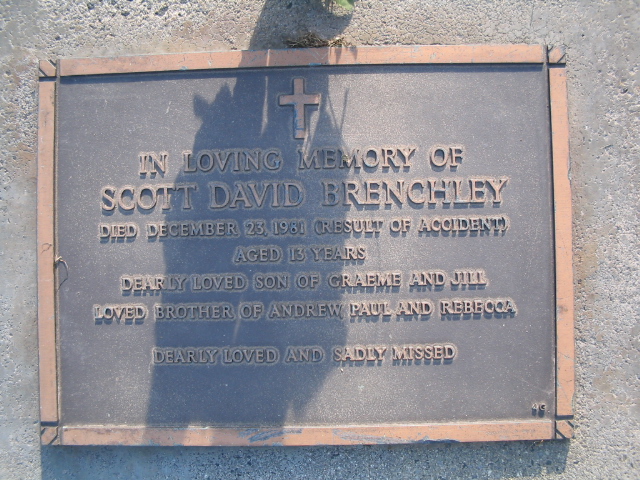 IN LOVING MEMORY OF
SCOTT DAVID BRENCHLEY
DIED DECEMBER 23, 1981 (RESULT OF ACCIDENT)
AGED 13 YEARS
DEARLY LOVED SON OF GRAEME AND JILL
LOVED BROTHER OF ANDREW, PAUL AND REBECCA
DEARLY LOVED AND SADLY MISSED